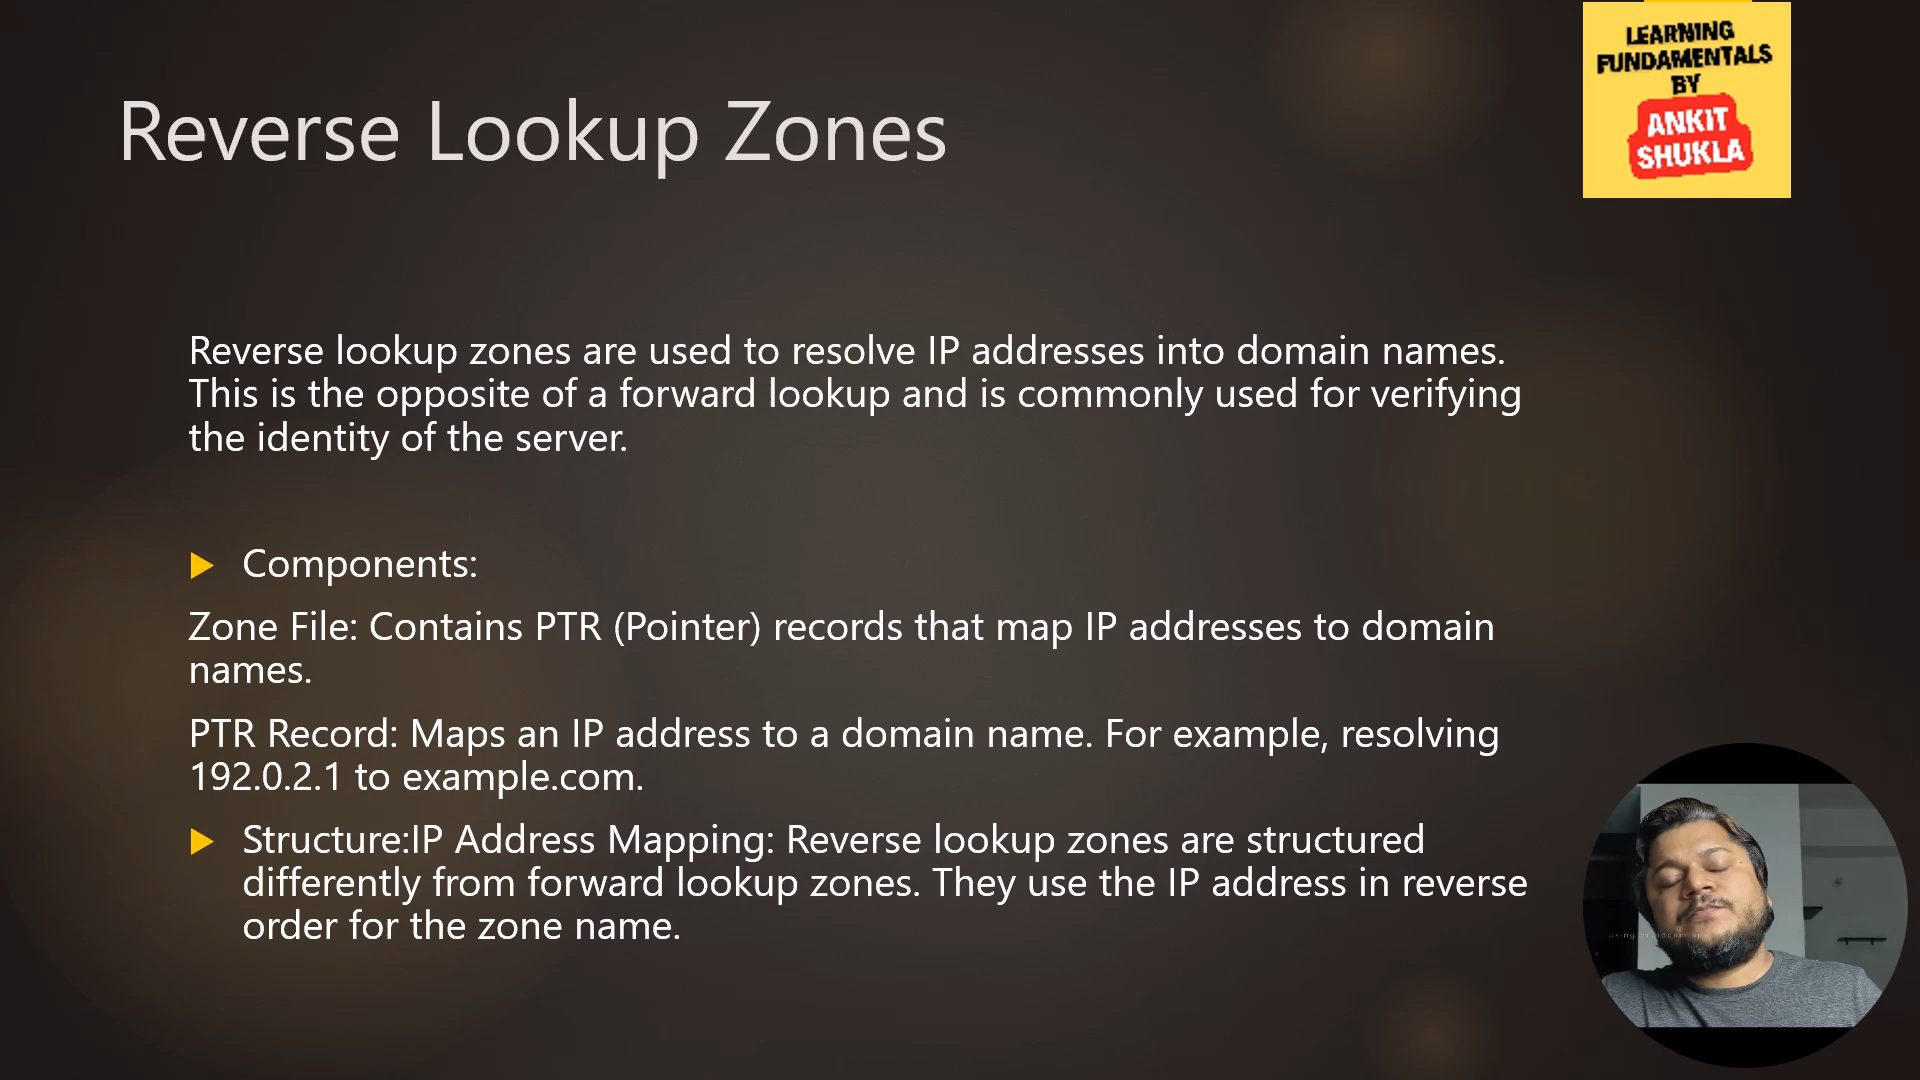 LEARNING
FUNDAMENTALS
BY
ANKIT
SHUKLA
Reverse Lookup Zones
Reverse lookup zones are used to resolve IP addresses into domain names.
This is the opposite of a forward lookup and is commonly used for verifying
the identity of the server.
Components:
Zone File: Contains PTR (Pointer) records that map IP addresses to domain
names.
PTR Record: Maps an IP address to a domain name. For example, resolving
192.0.2.1 to example.com.
Structure:IP Address Mapping: Reverse lookup zones are structured
differently from forward lookup zones. They use the IP address in reverse
order for the zone name.
using